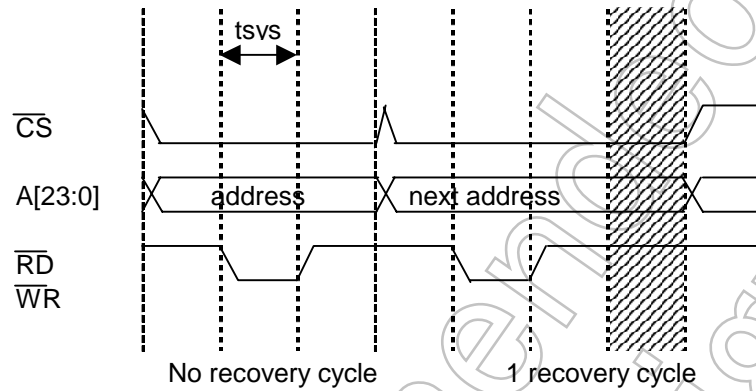 tsvs
CS
A[23:0]
address
next address
RD
WR
No recovery cycle
1 recovery cycle